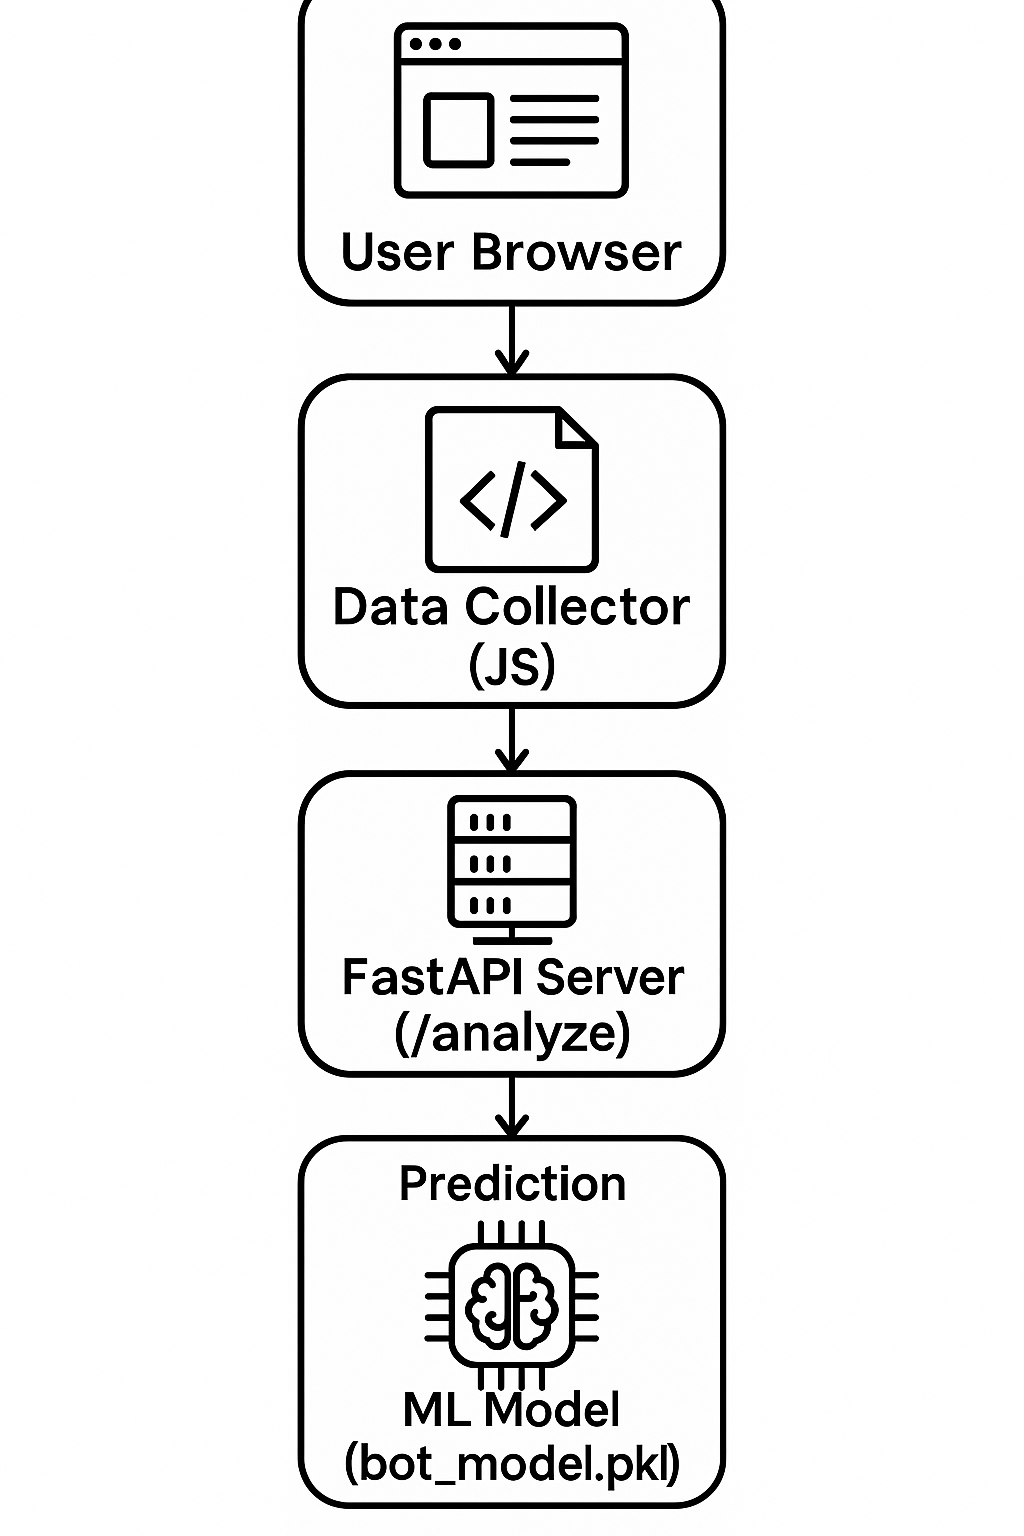 User Browser
</>
Data Collector
(JS)
FastAPI Server
(/analyze)
Prediction
ML Model
(bot_model.pkl)